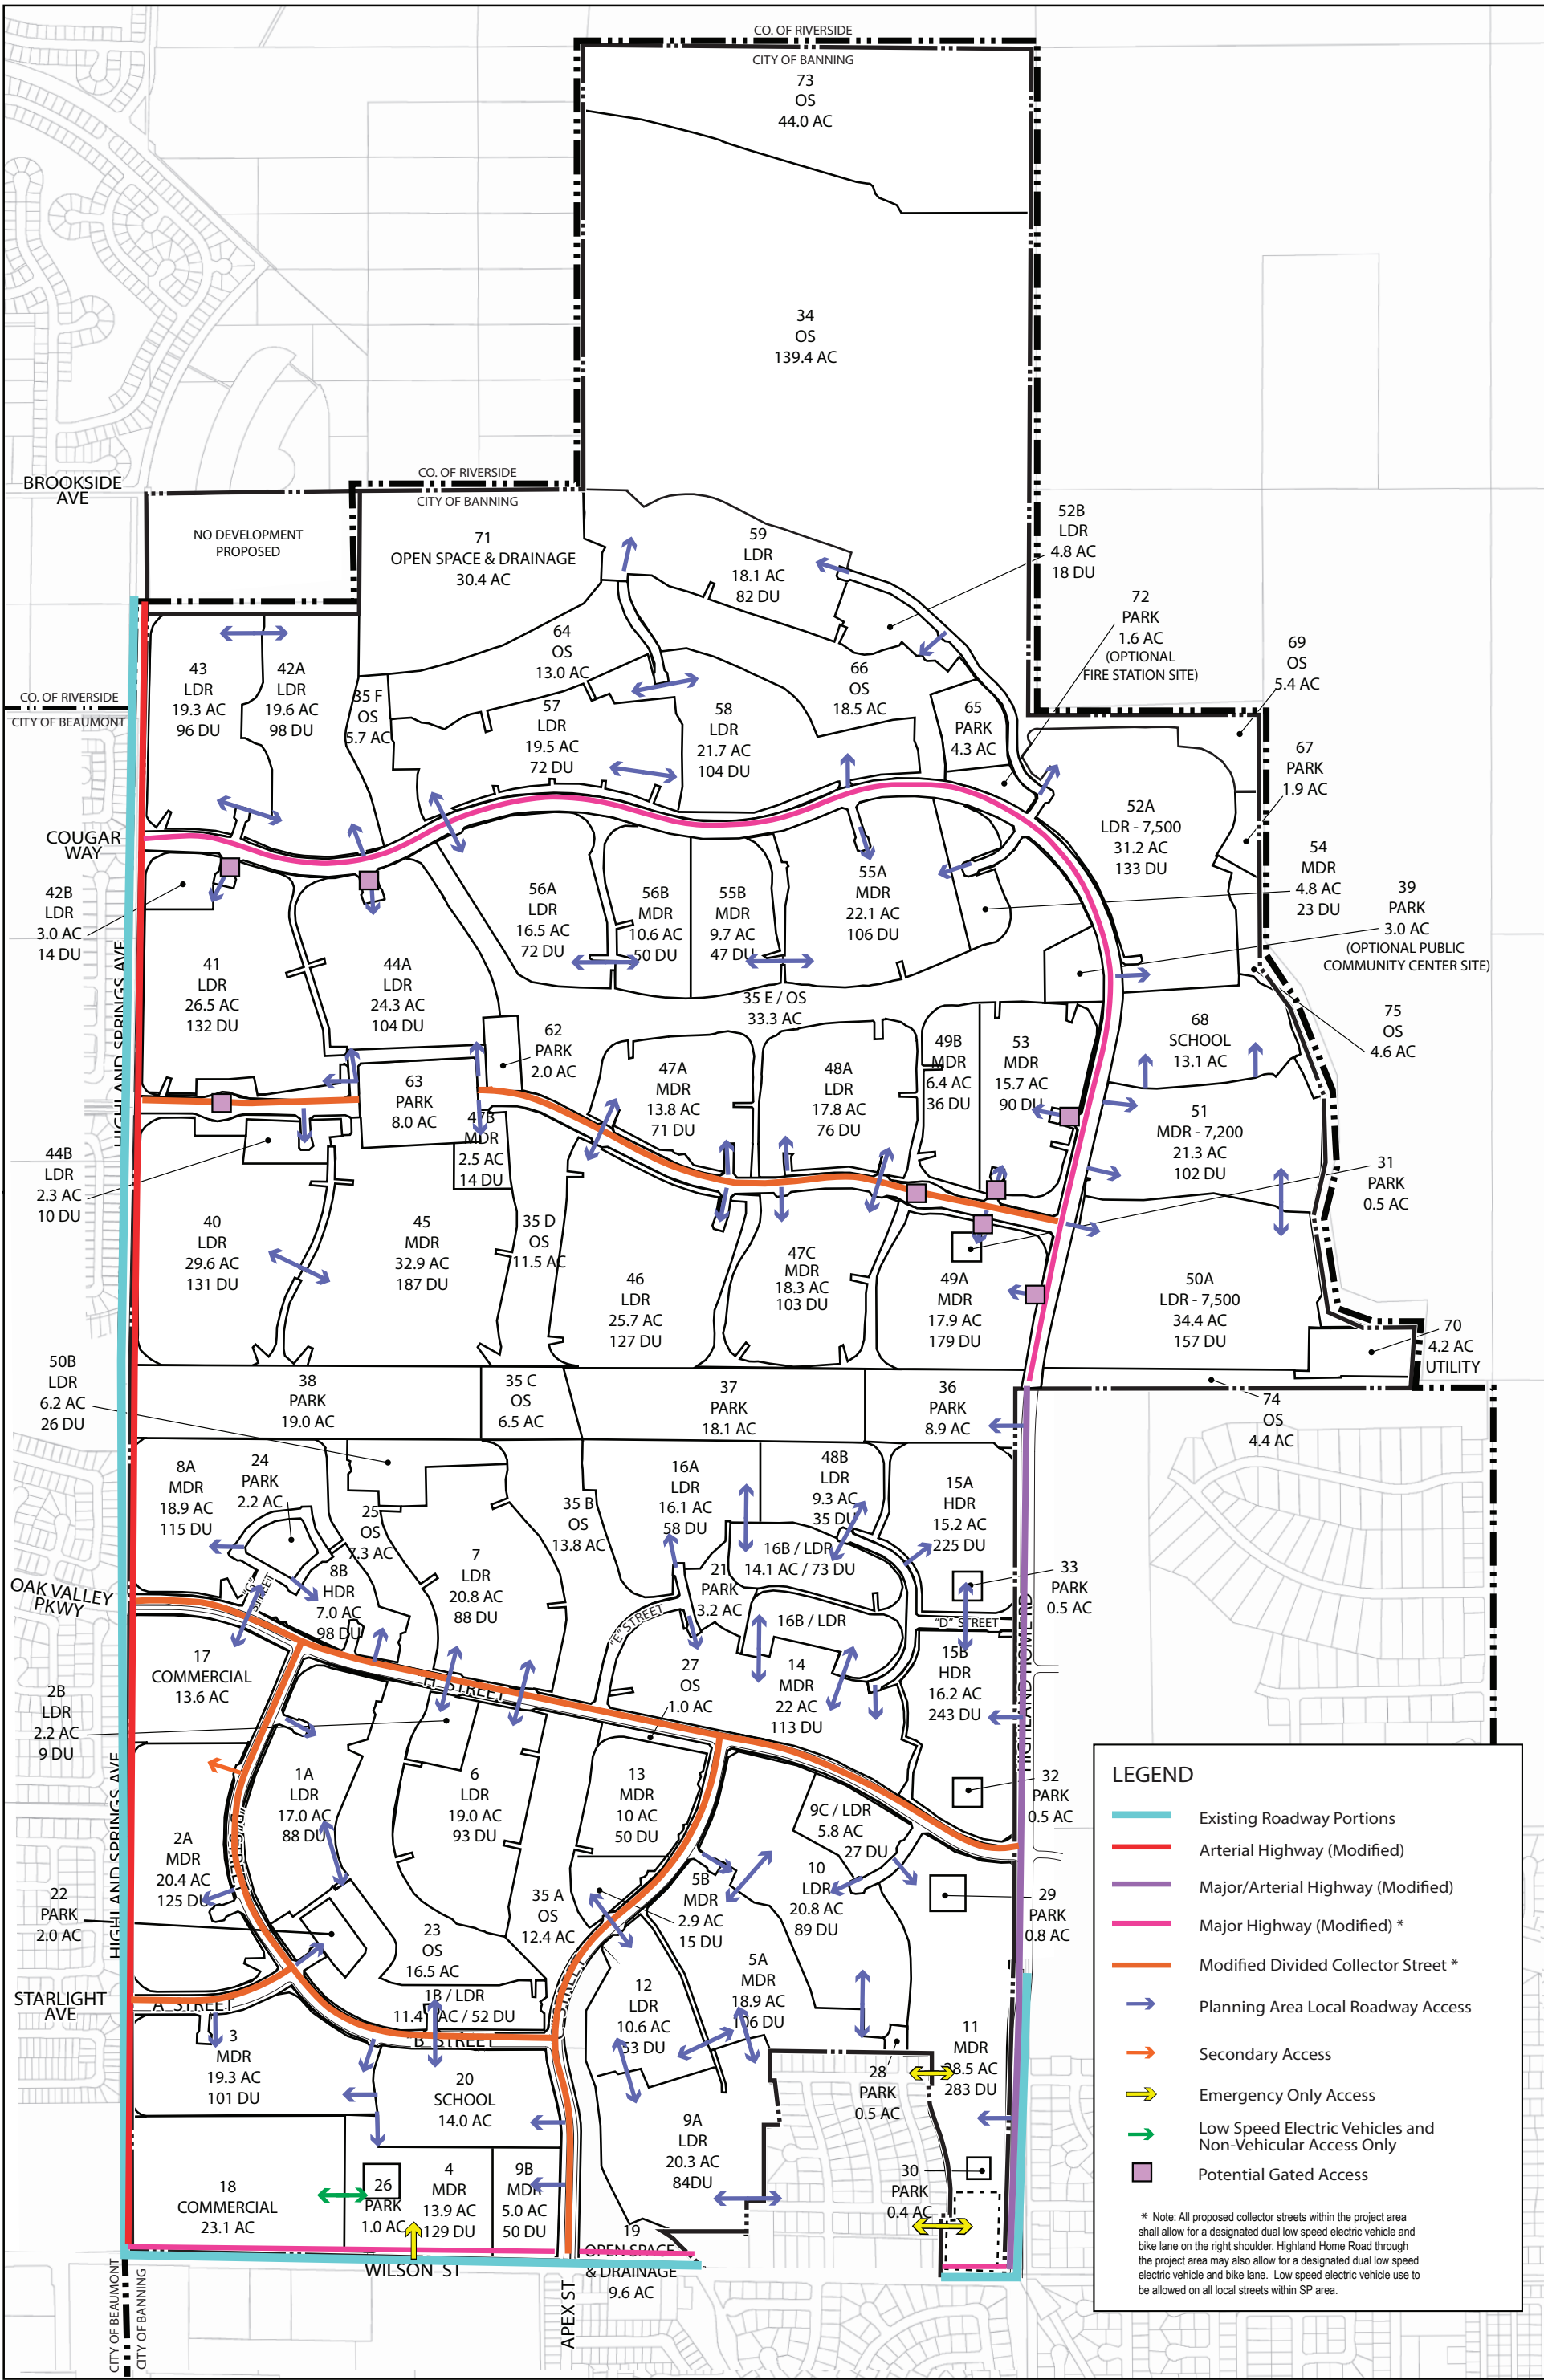 CO. OF RIVERSIDE
CITY OF BANNING
73
OS
44.0 AC
34
OS
139.4 AC
BROOKSIDE
AVE
CO. OF RIVERSIDE
CITY OF BANNING
NO DEVELOPMENT
PROPOSED
71
OPEN SPACE & DRAINAGE
30.4 AC
59
LDR
18.1 AC
82 DU
52B
LDR
4.8 AC
18 DU
72
PARK
1.6 AC
(OPTIONAL
FIRE STATION SITE)
69
OS
5.4 AC
64
OS
13.0 AC
66
OS
18.5 AC
65
PARK
4.3 AC
67
PARK
1.9 AC
CO. OF RIVERSIDE
CITY OF BEAUMONT
43
LDR
19.3 AC
96 DU
42A
LDR
19.6 AC
98 DU
35 F
OS
5.7 AC
57
LDR
19.5 AC
72 DU
58
LDR
21.7 AC
104 DU
52A
LDR - 7,500
31.2 AC
133 DU
COUGAR
WAY
42B
LDR
3.0 AC
14 DU
54
MDR
4.8 AC
23 DU
39
PARK
3.0 AC
(OPTIONAL PUBLIC
COMMUNITY CENTER SITE)
56A
LDR
16.5 AC
72 DU
56B
MDR
10.6 AC
50 DU
55B
MDR
9.7 AC
47 DU
55A
MDR
22.1 AC
106 DU
HIGHLAND SPRINGS AVE
41
LDR
26.5 AC
132 DU
44A
LDR
24.3 AC
104 DU
35 E / OS
33.3 AC
75
OS
4.6 AC
62
PARK
2.0 AC
63
PARK
8.0 AC
47A
MDR
13.8 AC
71 DU
48A
LDR
17.8 AC
76 DU
49B
MDR
6.4 AC
36 DU
53
MDR
15.7 AC
90 DU
68
SCHOOL
13.1 AC
51
MDR - 7,200
21.3 AC
102 DU
44B
LDR
2.3 AC
10 DU
47B
MDR
2.5 AC
14 DU
31
PARK
0.5 AC
40
LDR
29.6 AC
131 DU
45
MDR
32.9 AC
187 DU
35 D
OS
11.5 AC
46
LDR
25.7 AC
127 DU
47C
MDR
18.3 AC
103 DU
49A
MDR
17.9 AC
179 DU
50A
LDR - 7,500
34.4 AC
157 DU
70
4.2 AC
UTILITY
50B
LDR
6.2 AC
26 DU
38
PARK
19.0 AC
35 C
OS
6.5 AC
37
PARK
18.1 AC
36
PARK
8.9 AC
74
OS
4.4 AC
8A
MDR
18.9 AC
115 DU
24
PARK
2.2 AC
25
OS
7.3 AC
8B
HDR
7.0 AC
98 DU
"G"
STREET
7
LDR
20.8 AC
88 DU
35 B
OS
13.8 AC
16A
LDR
16.1 AC
58 DU
48B
LDR
9.3 AC
35 DU
15A
HDR
15.2 AC
225 DU
16B / LDR
14.1 AC / 73 DU
21
PARK
3.2 AC
16B / LDR
33
PARK
0.5 AC
"D" STREET
"E" STREET
OAK VALLEY
PKWY
17
COMMERCIAL
13.6 AC
"H" STREET
27
OS
1.0 AC
14
MDR
22 AC
113 DU
15B
HDR
16.2 AC
243 DU
HIGHLAND HOME RD
2B
LDR
2.2 AC
9 DU
HIGHLAND SPRINGS AVE
1A
LDR
17.0 AC
88 DU
6
LDR
19.0 AC
93 DU
13
MDR
10 AC
50 DU
9C / LDR
5.8 AC
27 DU
32
PARK
0.5 AC
2A
MDR
20.4 AC
125 DU
22
PARK
2.0 AC
23
OS
16.5 AC
35 A
OS
12.4 AC
5B
MDR
2.9 AC
15 DU
10
LDR
20.8 AC
89 DU
29
PARK
0.8 AC
STARLIGHT
AVE
"A" STREET
1B / LDR
11.4 AC / 52 DU
"B" STREET
12
LDR
10.6 AC
53 DU
5A
MDR
18.9 AC
106 DU
11
MDR
38.5 AC
283 DU
3
MDR
19.3 AC
101 DU
20
SCHOOL
14.0 AC
28
PARK
0.5 AC
9A
LDR
20.3 AC
84DU
30
PARK
0.4 AC
18
COMMERCIAL
23.1 AC
26
PARK
1.0 AC
4
MDR
13.9 AC
129 DU
9B
MDR
5.0 AC
50 DU
19
OPEN SPACE
& DRAINAGE
9.6 AC
WILSON ST
APEX ST
CITY OF BEAUMONT
CITY OF BANNING
LEGEND
Existing Roadway Portions
Arterial Highway (Modified)
Major/Arterial Highway (Modified)
Major Highway (Modified) *
Modified Divided Collector Street *
Planning Area Local Roadway Access
Secondary Access
Emergency Only Access
Low Speed Electric Vehicles and
Non-Vehicular Access Only
Potential Gated Access
* Note: All proposed collector streets within the project area
shall allow for a designated dual low speed electric vehicle and
bike lane on the right shoulder. Highland Home Road through
the project area may also allow for a designated dual low speed
electric vehicle and bike lane. Low speed electric vehicle use to
be allowed on all local streets within SP area.